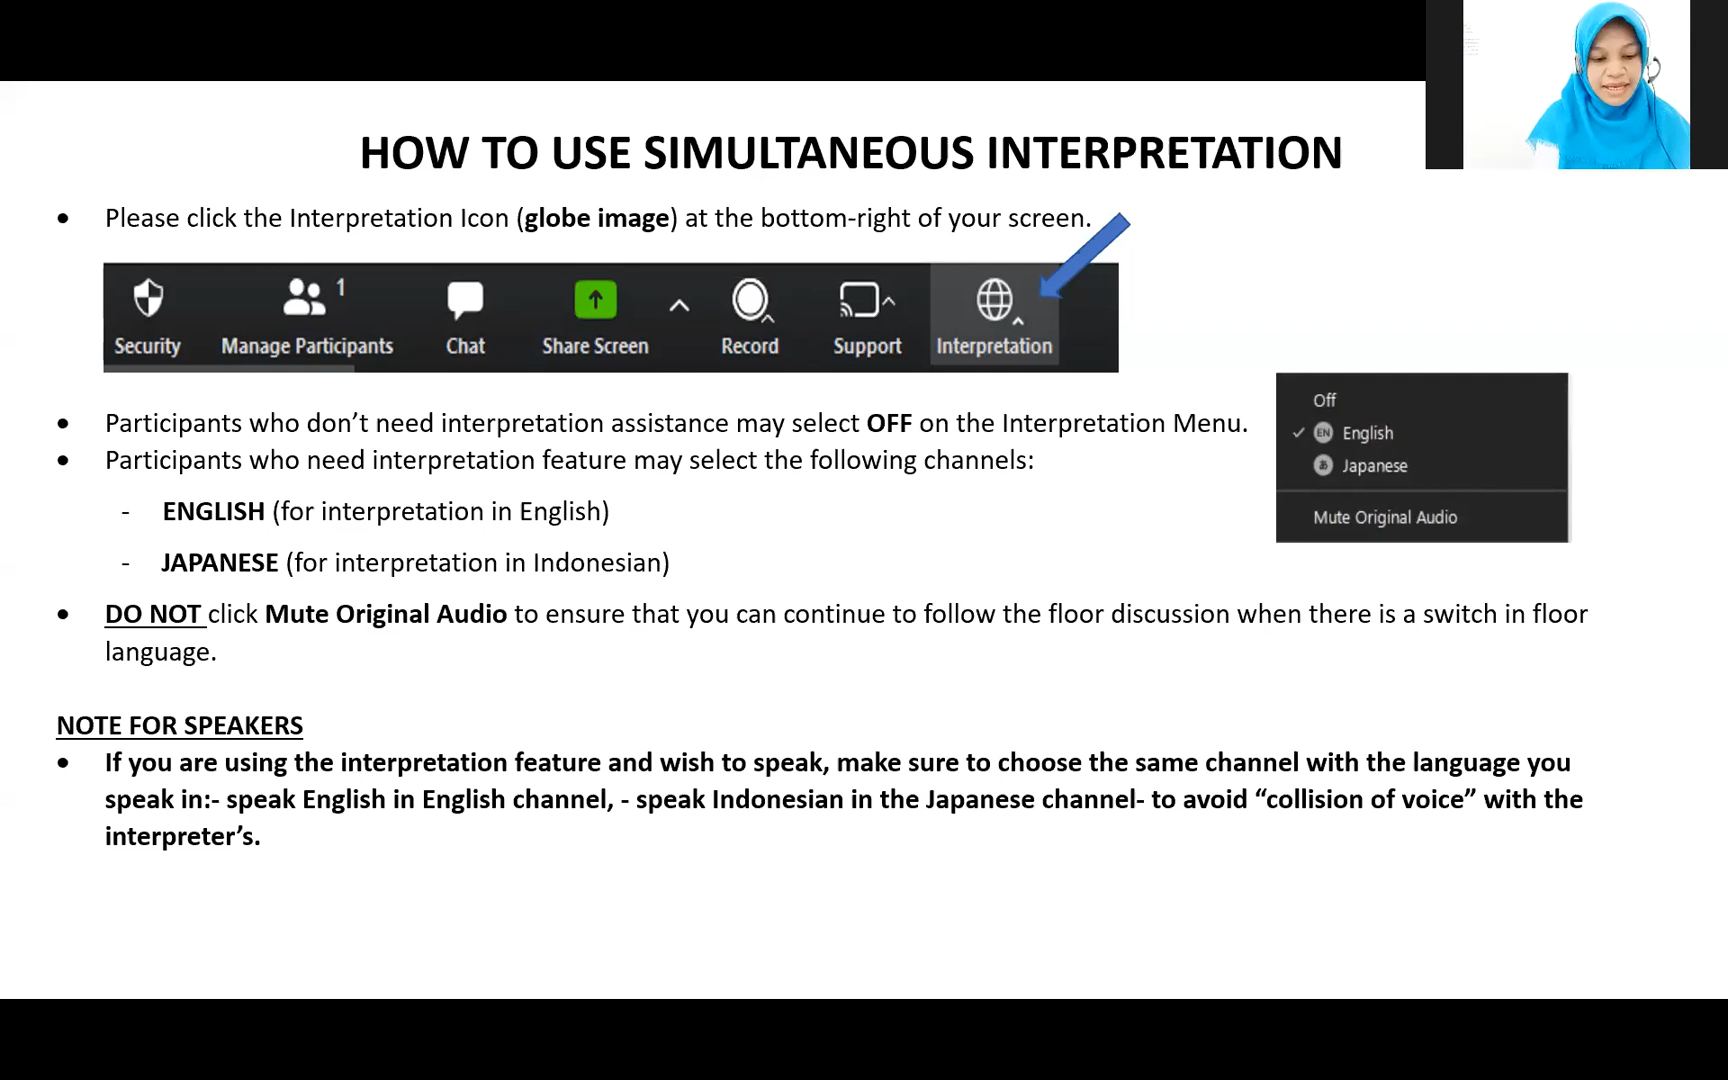 HOW TO USE SIMULTANEOUS INTERPRETATION
• Please click the Interpretation Icon (globe image) at the bottom-right of your screen.
Security
Manage Participants
1
Chat
Share Screen
Record
Support
Interpretation
• Participants who don’t need interpretation assistance may select OFF on the Interpretation Menu.
• Participants who need interpretation feature may select the following channels:
- ENGLISH (for interpretation in English)
- JAPANESE (for interpretation in Indonesian)
Off
EN English
あ Japanese
Mute Original Audio
• DO NOT click Mute Original Audio to ensure that you can continue to follow the floor discussion when there is a switch in floor
language.
NOTE FOR SPEAKERS
• If you are using the interpretation feature and wish to speak, make sure to choose the same channel with the language you
speak in:- speak English in English channel, - speak Indonesian in the Japanese channel- to avoid “collision of voice” with the
interpreter’s.